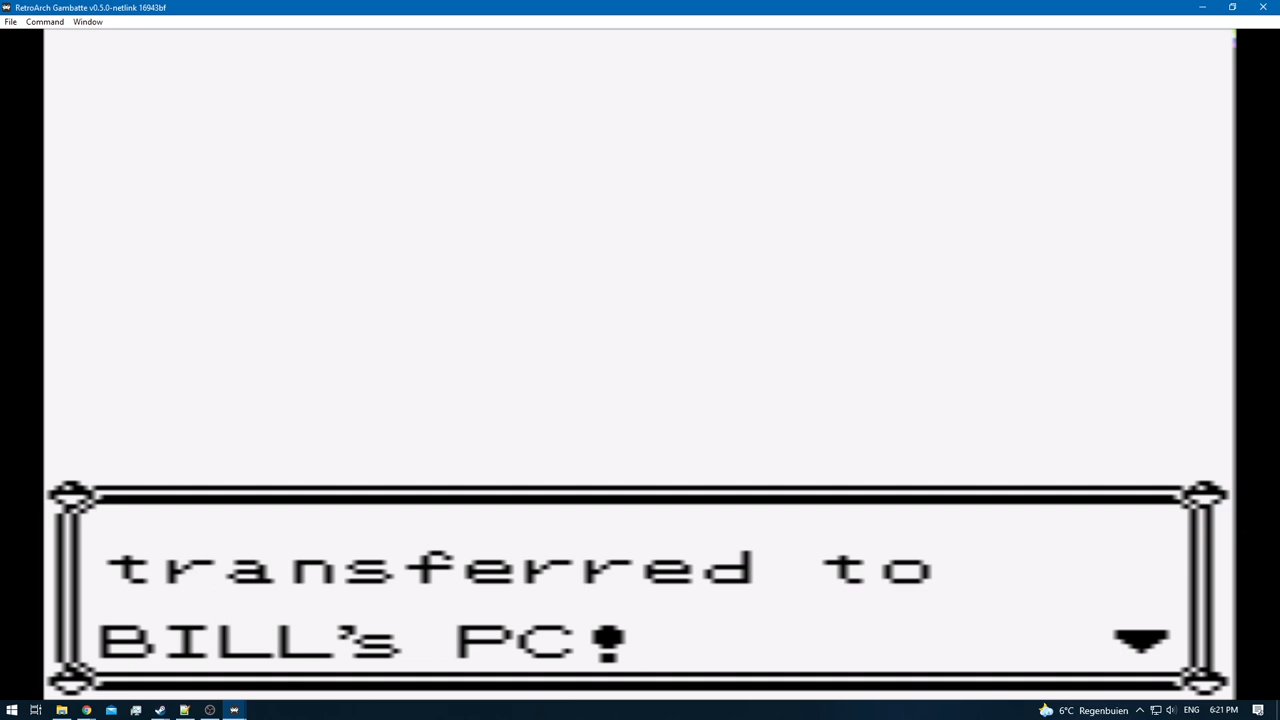 RetroArch Gambatte v0.5.0-netlink 16943bf
File Command Window
transferred to
BILL's PC!
6°C Regenbuien ENG 6:21 PM